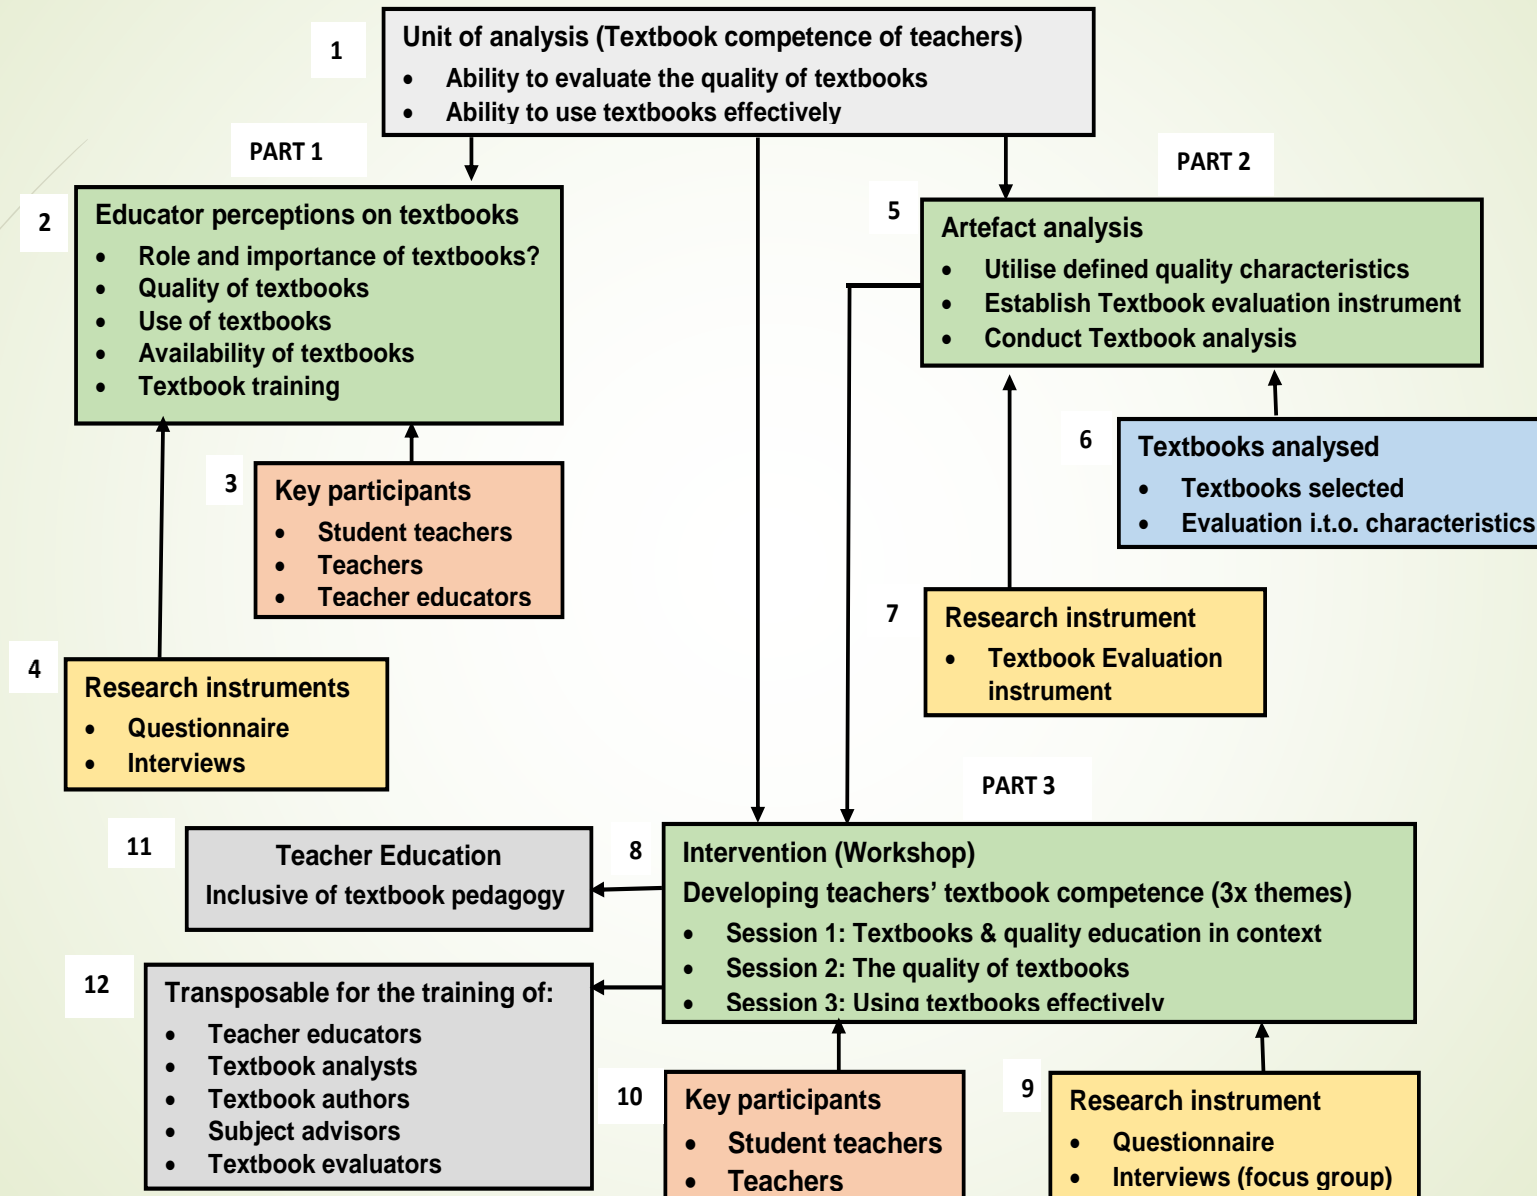 1
Unit of analysis (Textbook competence of teachers)
• Ability to evaluate the quality of textbooks
• Ability to use textbooks effectively
PART 1
2
Educator perceptions on textbooks
• Role and importance of textbooks?
• Quality of textbooks
• Use of textbooks
• Availability of textbooks
• Textbook training
3
Key participants
• Student teachers
• Teachers
• Teacher educators
4
Research instruments
• Questionnaire
• Interviews
PART 2
5
Artefact analysis
• Utilise defined quality characteristics
• Establish Textbook evaluation instrument
• Conduct Textbook analysis
6
Textbooks analysed
• Textbooks selected
• Evaluation i.t.o. characteristics
7
Research instrument
• Textbook Evaluation
instrument
PART 3
8
Intervention (Workshop)
Developing teachers’ textbook competence (3x themes)
• Session 1: Textbooks & quality education in context
• Session 2: The quality of textbooks
• Session 3: Using textbooks effectively
9
Research instrument
• Questionnaire
• Interviews (focus group)
10
Key participants
• Student teachers
• Teachers
11
Teacher Education
Inclusive of textbook pedagogy
12
Transposable for the training of:
• Teacher educators
• Textbook analysts
• Textbook authors
• Subject advisors
• Textbook evaluators